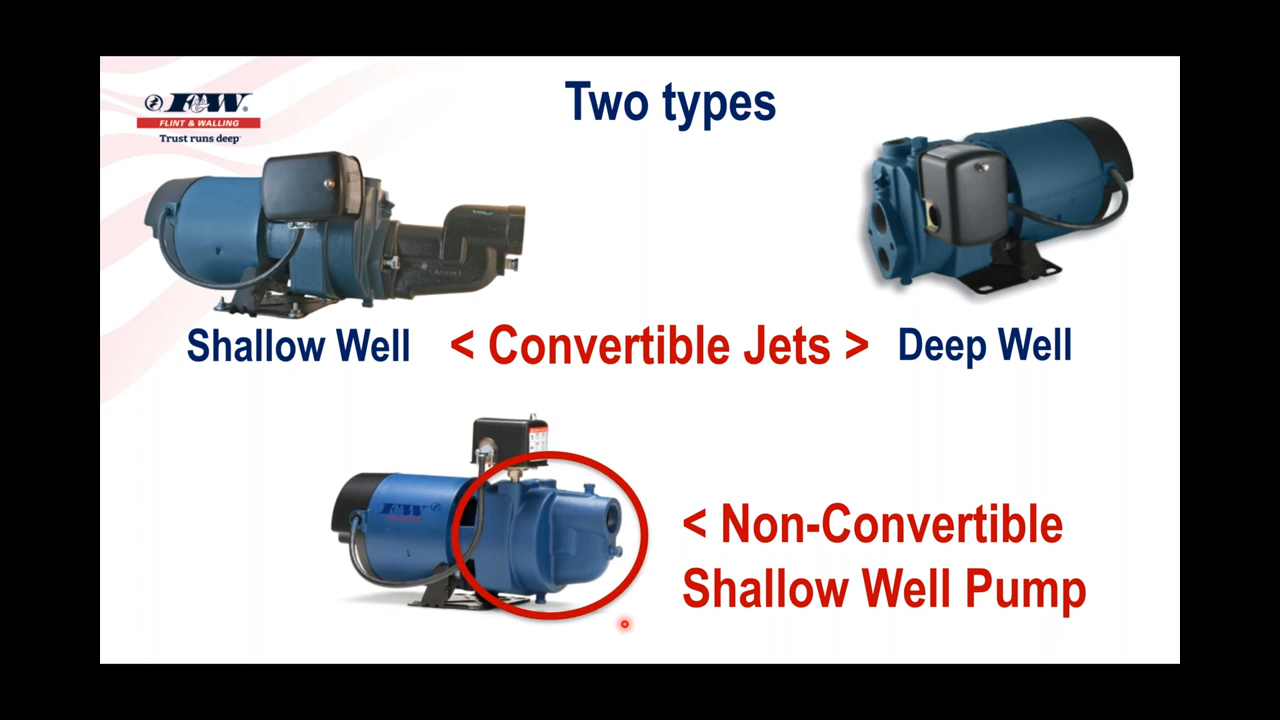 Two types
F&W®
FLINT & WALLING
Trust runs deep
Shallow Well
< Convertible Jets >
Deep Well
F&W
< Non-Convertible
Shallow Well Pump